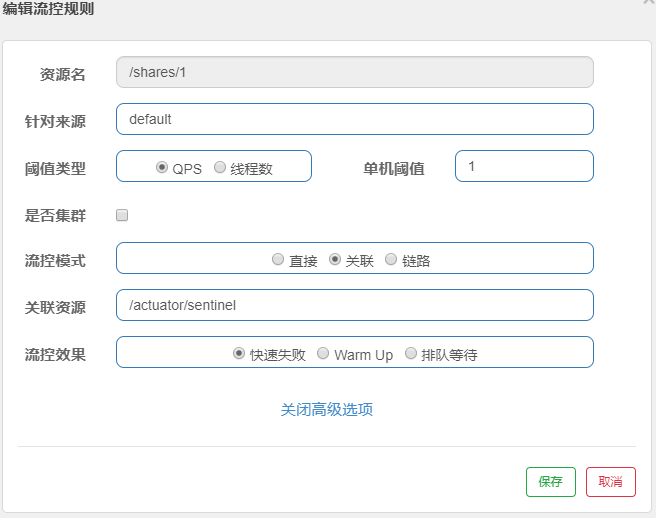 编辑流控规则
资源名 /shares/1
针对来源 default
阈值类型 QPS 线程数 单机阈值 1
是否集群
流控模式 直接 关联 链路
关联资源 /actuator/sentinel
流控效果 快速失败 Warm Up 排队等待
关闭高级选项
保存 取消